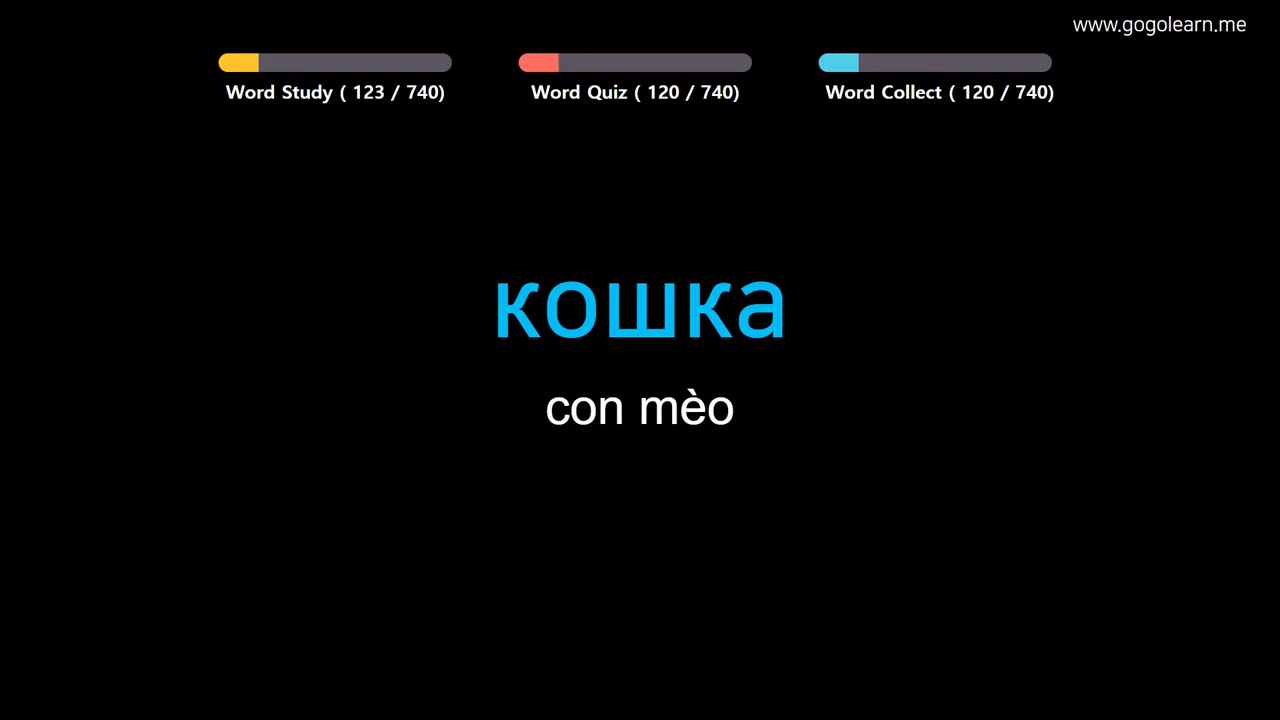 www.gogolearn.me
Word Study ( 123 / 740)
Word Quiz ( 120 / 740)
Word Collect ( 120 / 740)
кошка
con mèo